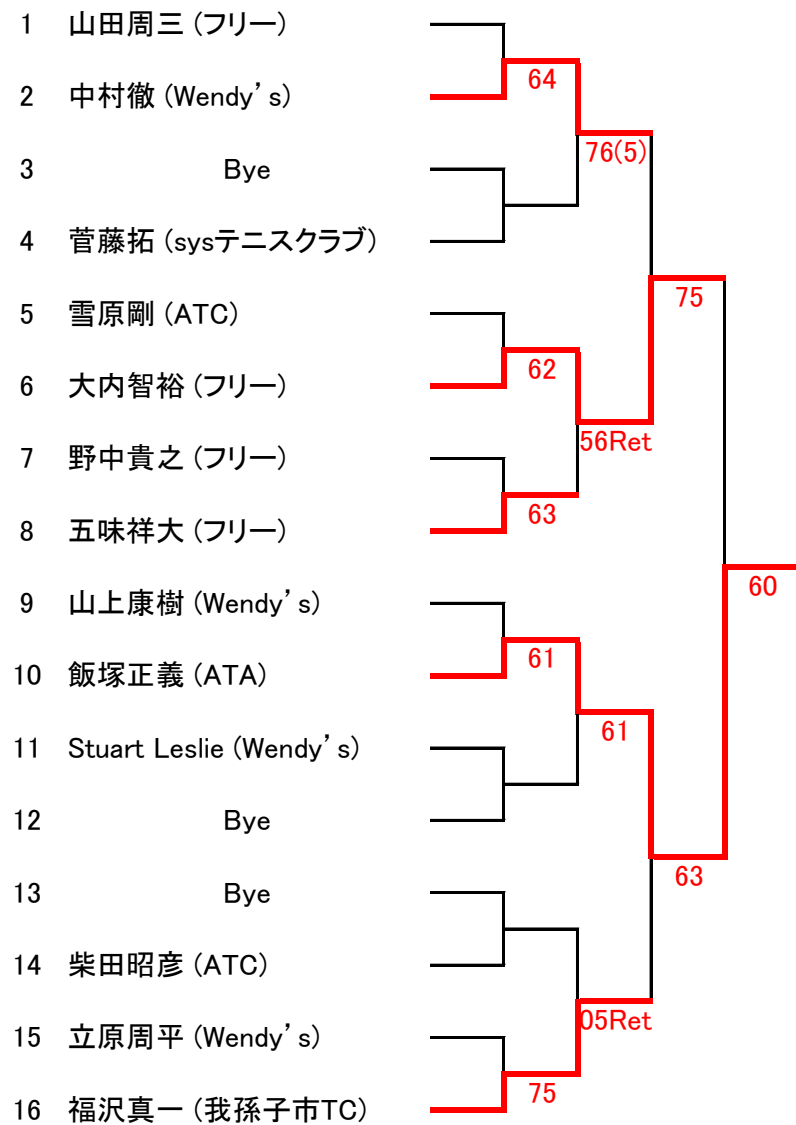 1 山田周三 (フリー)
64
2 中村徹 (Wendy's)
76(5)
3 Bye
4 菅藤拓 (sysテニスクラブ)
75
5 雪原剛 (ATC)
62
6 大内智裕 (フリー)
56Ret
7 野中貴之 (フリー)
63
8 五味祥大 (フリー)
60
9 山上康樹 (Wendy's)
61
10 飯塚正義 (ATA)
61
11 Stuart Leslie (Wendy's)
12 Bye
63
13 Bye
14 柴田昭彦 (ATC)
05Ret
15 立原周平 (Wendy's)
75
16 福沢真一 (我孫子市TC)